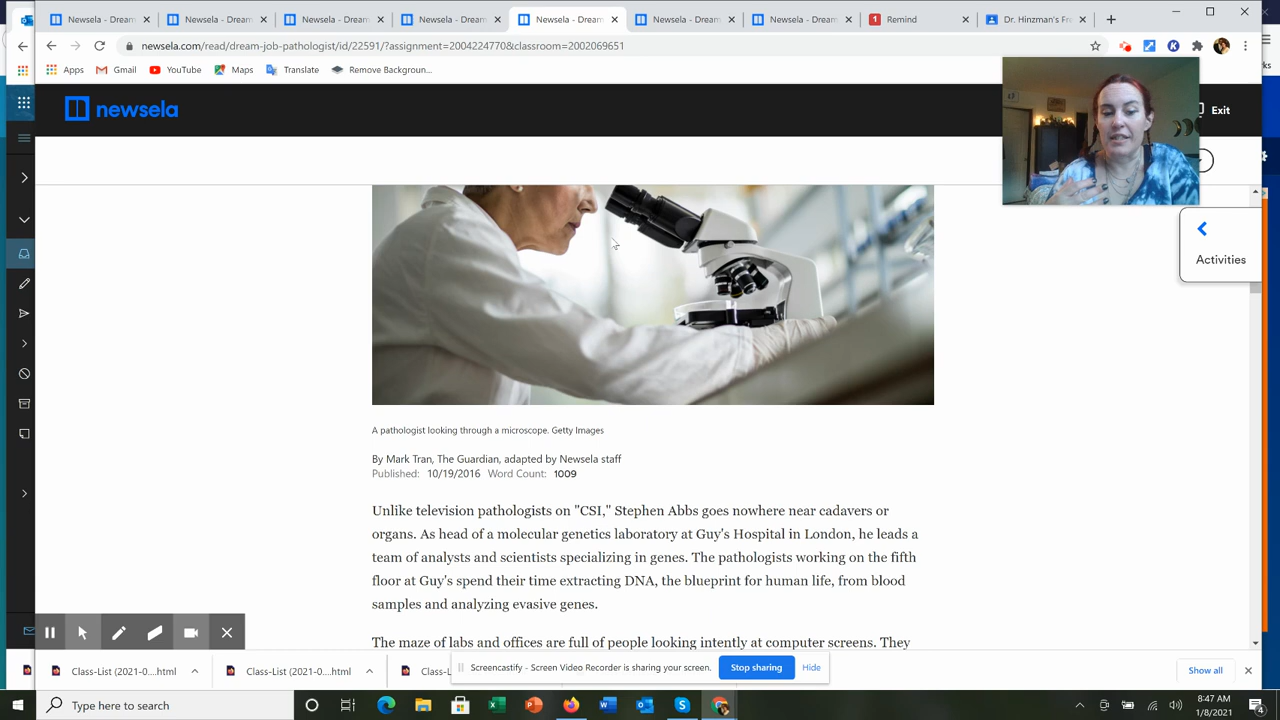 Newsela - Dream
Newsela - Dream
Newsela - Dream
Newsela - Dream
Newsela - Dream
Newsela - Dream
Newsela - Dream
Remind
Dr. Hinzman's Fre
newsela.com/read/dream-job-pathologist/id/22591/?assignment=2004224770&classroom=2002069651
Apps
Gmail
YouTube
Maps
Translate
Remove Backgroun...
newsela
Exit
Activities
A pathologist looking through a microscope. Getty Images
By Mark Tran, The Guardian, adapted by Newsela staff
Published: 10/19/2016 Word Count: 1009
Unlike television pathologists on "CSI," Stephen Abbs goes nowhere near cadavers or
organs. As head of a molecular genetics laboratory at Guy's Hospital in London, he leads a
team of analysts and scientists specializing in genes. The pathologists working on the fifth
floor at Guy's spend their time extracting DNA, the blueprint for human life, from blood
samples and analyzing evasive genes.
The maze of labs and offices are full of people looking intently at computer screens. They
Screencastify - Screen Video Recorder is sharing your screen.
Stop sharing
Hide
Class-List (2021-0....html
Class-List (2021-0....html
Class-L
Show all
Type here to search
8:47 AM
1/8/2021
4